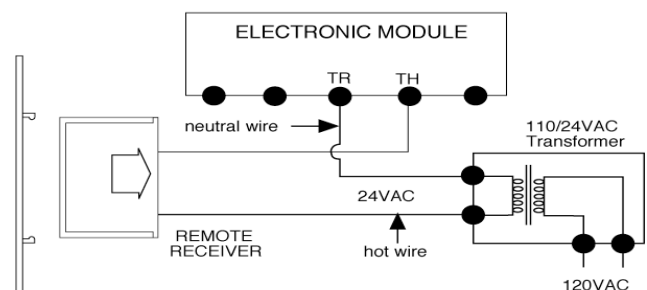 ELECTRONIC MODULE
TR TH
neutral wire
110/24VAC
Transformer
24VAC
REMOTE
RECEIVER
hot wire
120VAC